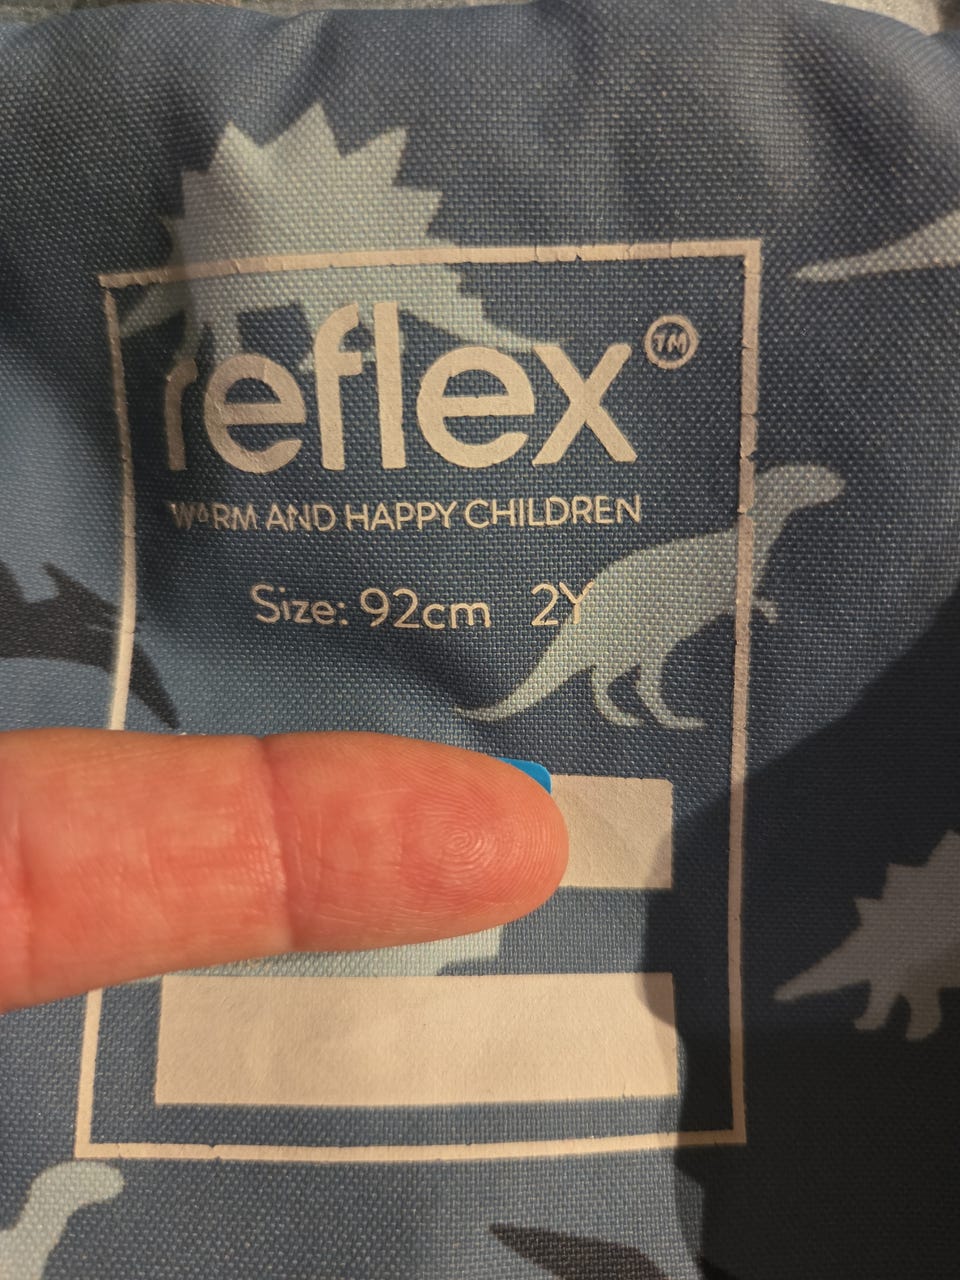 reflex™
WARM AND HAPPY CHILDREN
Size: 92cm 2Y